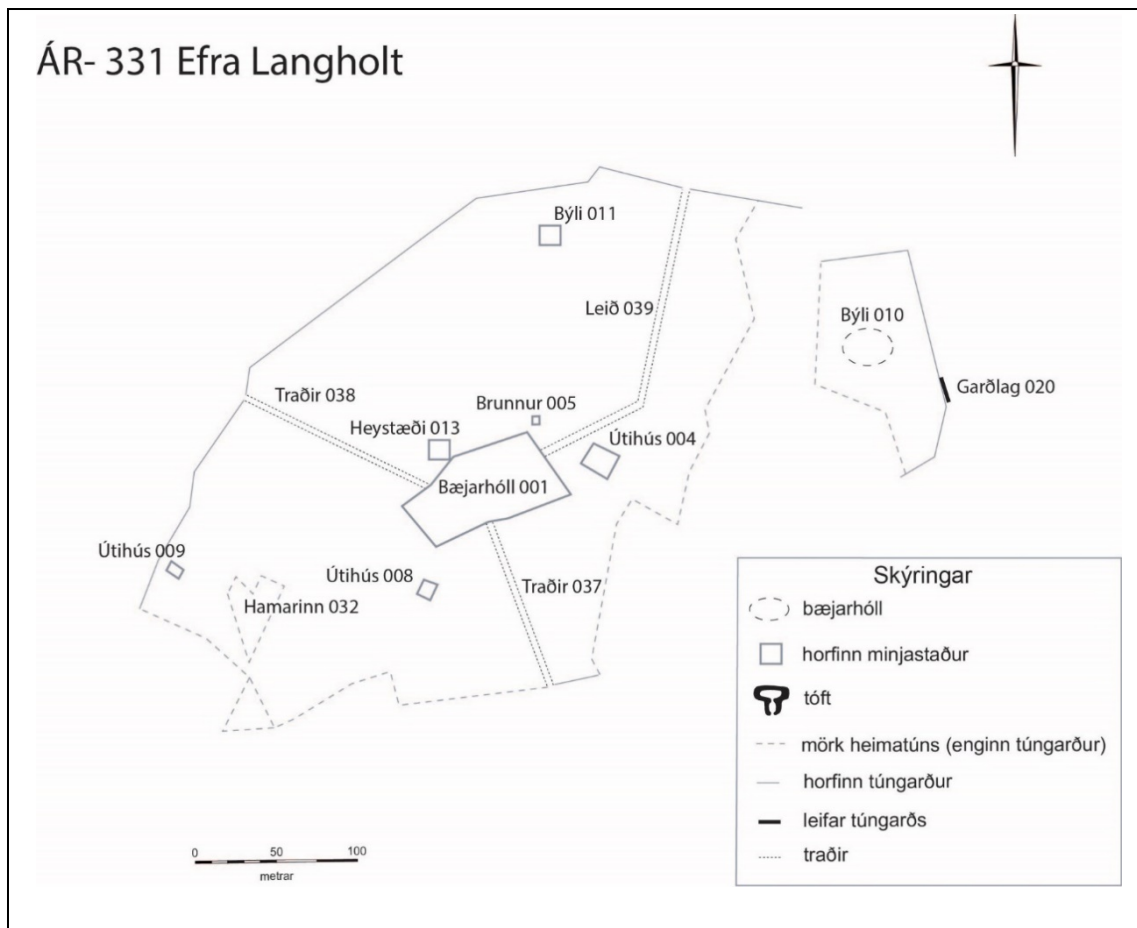 ÁR- 331 Efra Langholt
Býli 011
Leið 039
Býli 010
Garðlag 020
Traðir 038
Brunnur 005
Heystæði 013
Útihús 004
Bæjarhóll 001
Útihús 009
Útihús 008
Traðir 037
Hamarinn 032
Skýringar
bæjarhóll
horfinn minjastaður
tóft
mörk heimatúns (enginn túngarður)
horfinn túngarður
leifar túngarðs
traðir
0 50 100
metrar